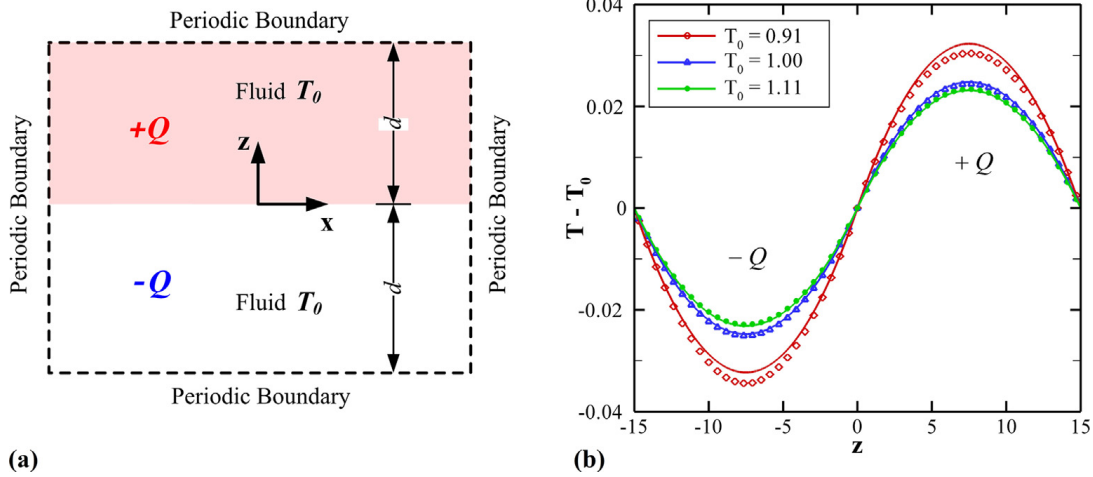 Periodic Boundary
Fluid T₀
+Q
z
d
x
Periodic Boundary
Periodic Boundary
-Q
Fluid T₀
d
Periodic Boundary
(a)
0.04
T₀ = 0.91
T₀ = 1.00
T₀ = 1.11
0.02
+ Q
T - T₀
0
– Q
-0.02
-0.04
-15 -10 -5 0 5 10 15
z
(b)